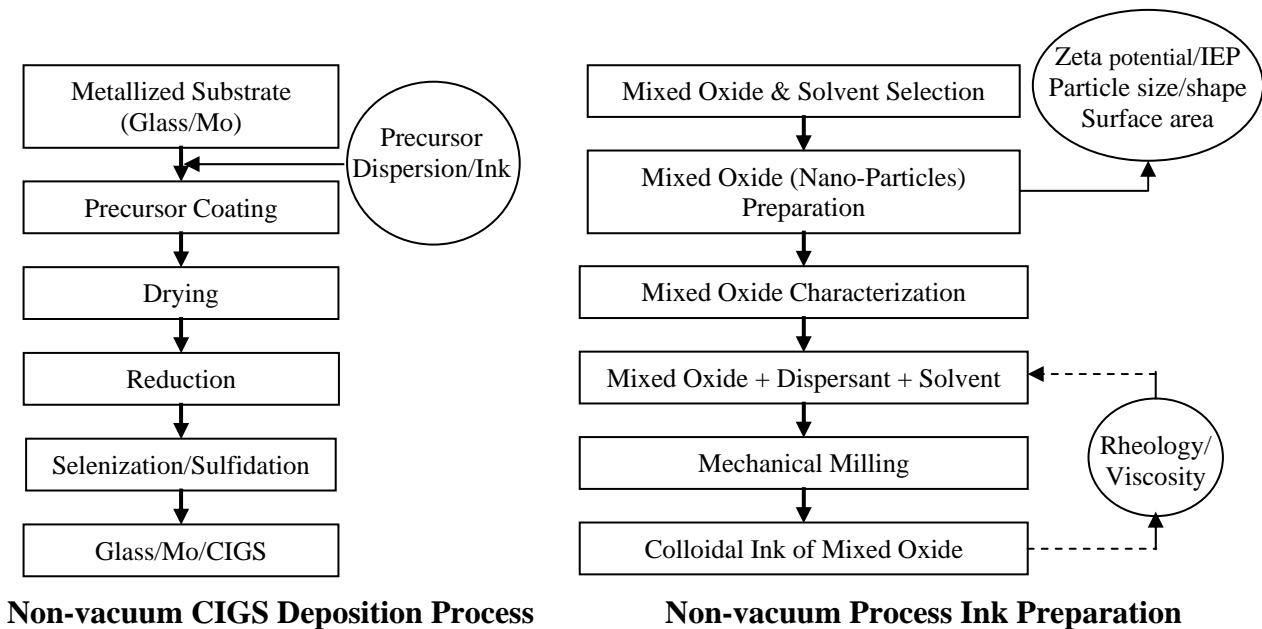 Metallized Substrate
(Glass/Mo)
Precursor
Dispersion/Ink
Precursor Coating
Drying
Reduction
Selenization/Sulfidation
Glass/Mo/CIGS
Non-vacuum CIGS Deposition Process
Mixed Oxide & Solvent Selection
Zeta potential/IEP
Particle size/shape
Surface area
Mixed Oxide (Nano-Particles)
Preparation
Mixed Oxide Characterization
Mixed Oxide + Dispersant + Solvent
Mechanical Milling
Rheology/
Viscosity
Colloidal Ink of Mixed Oxide
Non-vacuum Process Ink Preparation